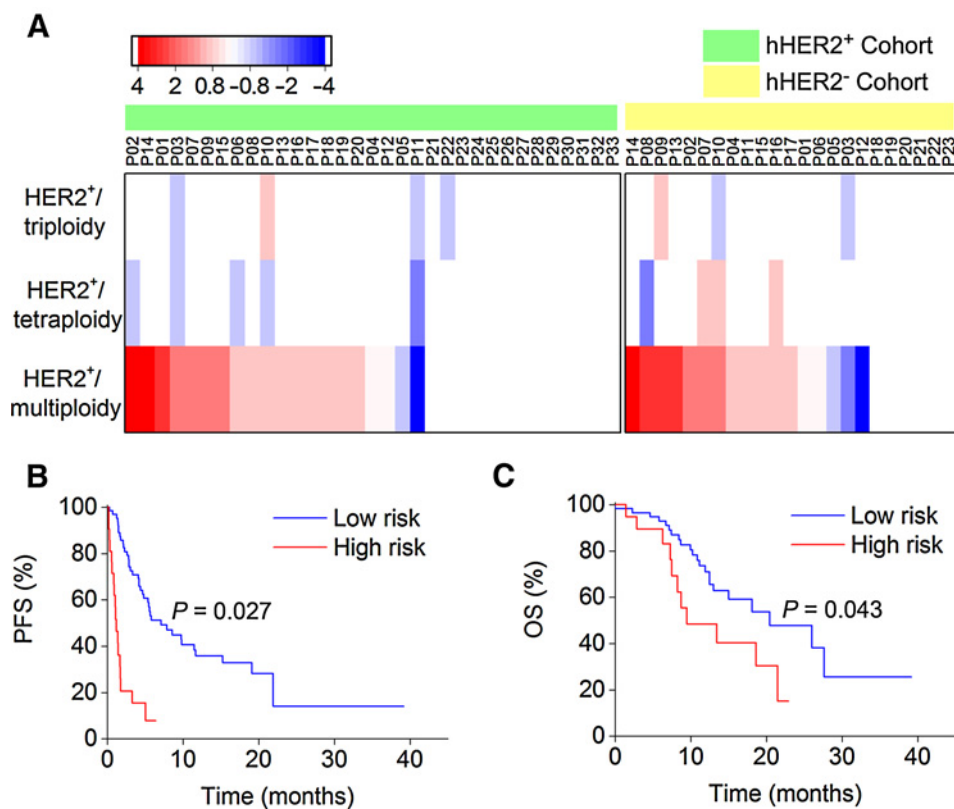 A
4 2 0.8 −0.8 −2 −4
hHER2⁺ Cohort
hHER2⁻ Cohort
P02 P14 P01 P03 P07 P09 P15 P06 P08 P10 P13 P16 P17 P18 P19 P20 P04 P12 P05 P11 P21 P22 P23 P24 P25 P26 P27 P28 P29 P30 P31 P32 P33
P14 P08 P09 P13 P02 P07 P10 P04 P11 P15 P16 P17 P01 P06 P05 P03 P12 P18 P19 P20 P21 P22 P23
HER2⁺/
triploidy
HER2⁺/
tetraploidy
HER2⁺/
multiploidy
B
PFS (%)
100
80
60
40
20
0
Low risk
High risk
P = 0.027
0 10 20 30 40
Time (months)
C
OS (%)
100
80
60
40
20
0
Low risk
High risk
P = 0.043
0 10 20 30 40
Time (months)